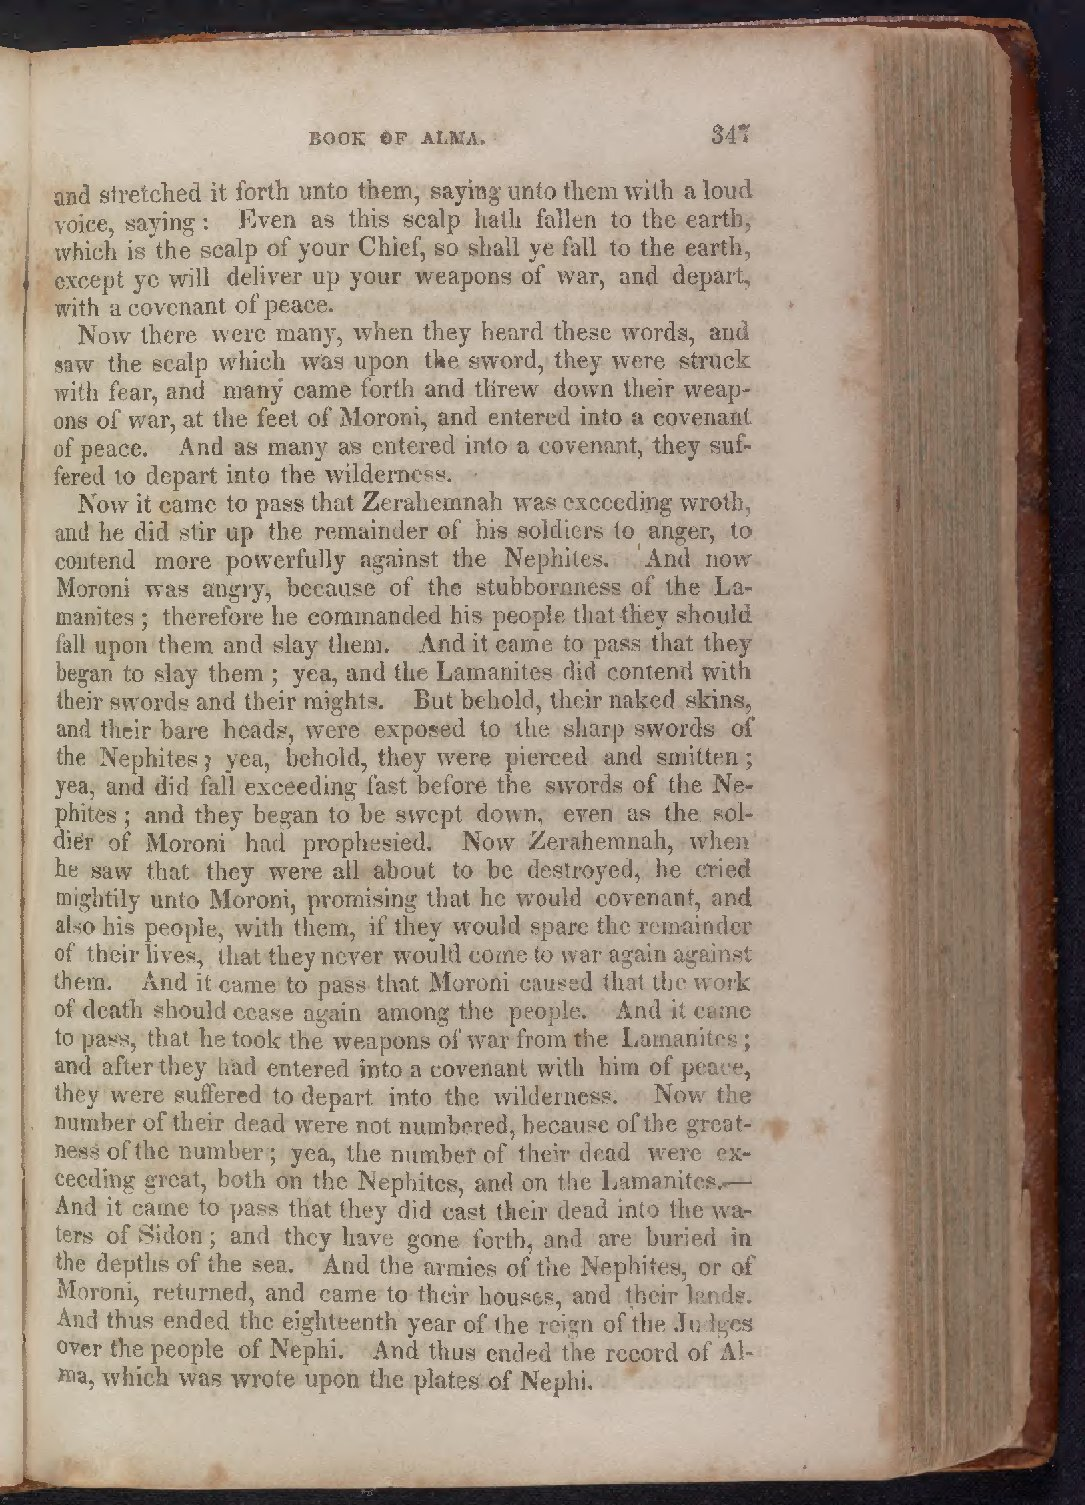 BOOK OF ALMA. 347
and stretched it forth unto them, saying unto them with a loud
voice, saying: Even as this scalp hath fallen to the earth,
which is the scalp of your Chief, so shall ye fall to the earth,
except ye will deliver up your weapons of war, and depart,
with a covenant of peace.
Now there were many, when they heard these words, and
saw the scalp which was upon the sword, they were struck
with fear, and many came forth and threw down their weap-
ons of war, at the feet of Moroni, and entered into a covenant
of peace. And as many as entered into a covenant, they suf-
fered to depart into the wilderness.
Now it came to pass that Zerahemnah was exceeding wroth,
and he did stir up the remainder of his soldiers to anger, to
contend more powerfully against the Nephites. And now
Moroni was angry, because of the stubbornness of the La-
manites; therefore he commanded his people that they should
fall upon them and slay them. And it came to pass that they
began to slay them; yea, and the Lamanites did contend with
their swords and their mights. But behold, their naked skins,
and their bare heads, were exposed to the sharp swords of
the Nephites; yea, behold, they were pierced and smitten;
yea, and did fall exceeding fast before the swords of the Ne-
phites; and they began to be swept down, even as the sol-
dier of Moroni had prophesied. Now Zerahemnah, when
he saw that they were all about to be destroyed, he cried
mightily unto Moroni, promising that he would covenant, and
also his people, with them, if they would spare the remainder
of their lives, that they never would come to war again against
them. And it came to pass that Moroni caused that the work
of death should cease again among the people. And it came
to pass, that he took the weapons of war from the Lamanites;
and after they had entered into a covenant with him of peace,
they were suffered to depart into the wilderness. Now the
number of their dead were not numbered, because of the great-
ness of the number; yea, the number of their dead were ex-
ceeding great, both on the Nephites, and on the Lamanites.—
And it came to pass that they did cast their dead into the wa-
ters of Sidon; and they have gone forth, and are buried in
the depths of the sea. And the armies of the Nephites, or of
Moroni, returned, and came to their houses, and their lands.
And thus ended the eighteenth year of the reign of the Judges
over the people of Nephi. And thus ended the record of Al-
ma, which was wrote upon the plates of Nephi.